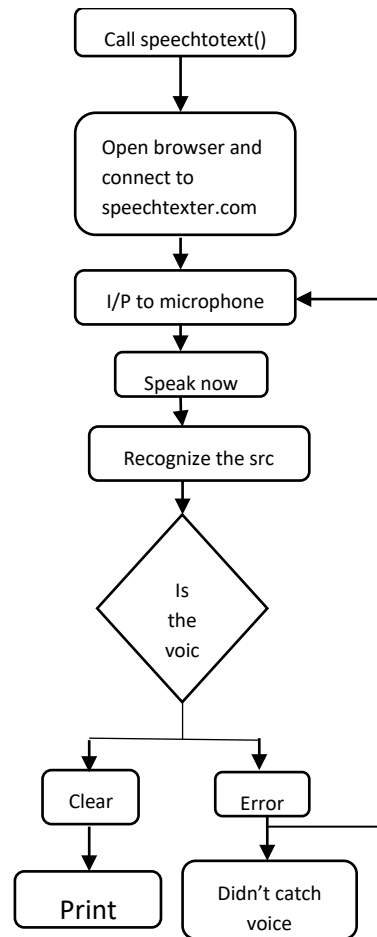 Call speechtotext()
Open browser and
connect to
speechtexter.com
I/P to microphone
Speak now
Recognize the src
Is
the
voic
Clear
Error
Print
Didn't catch
voice